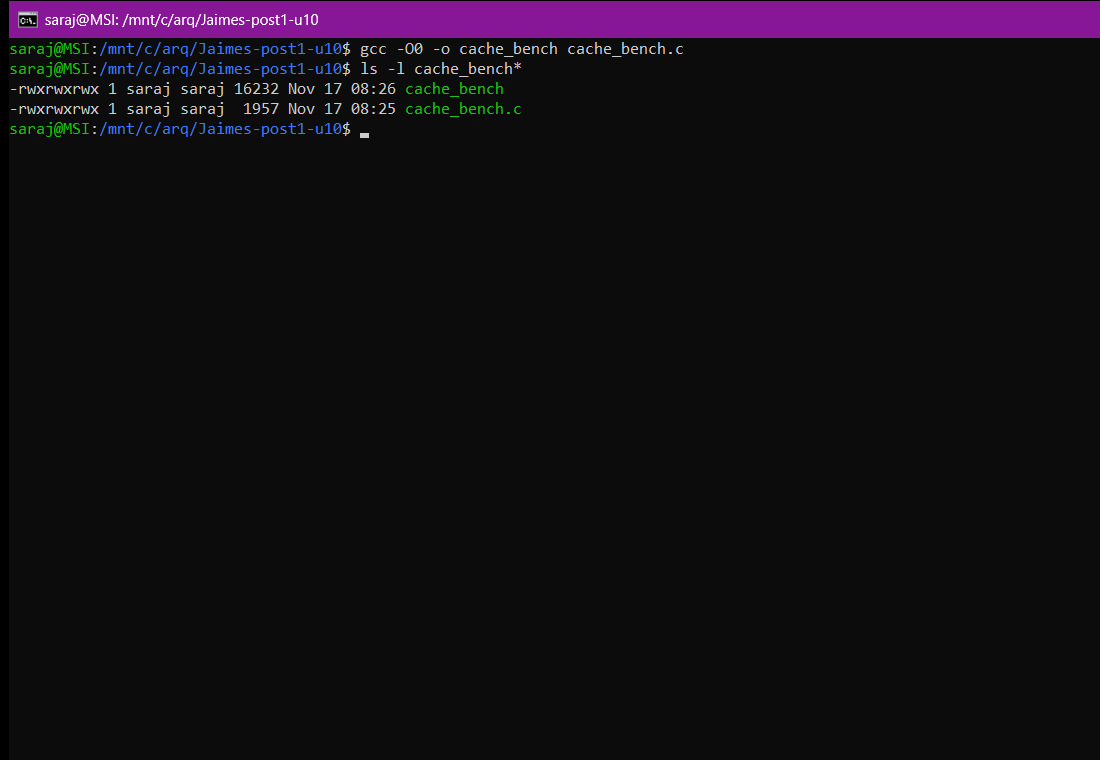 saraj@MSI: /mnt/c/arq/Jaimes-post1-u10
saraj@MSI:/mnt/c/arq/Jaimes-post1-u10$ gcc -O0 -o cache_bench cache_bench.c
saraj@MSI:/mnt/c/arq/Jaimes-post1-u10$ ls -l cache_bench*
-rwxrwxrwx 1 saraj saraj 16232 Nov 17 08:26 cache_bench
-rwxrwxrwx 1 saraj saraj  1957 Nov 17 08:25 cache_bench.c
saraj@MSI:/mnt/c/arq/Jaimes-post1-u10$